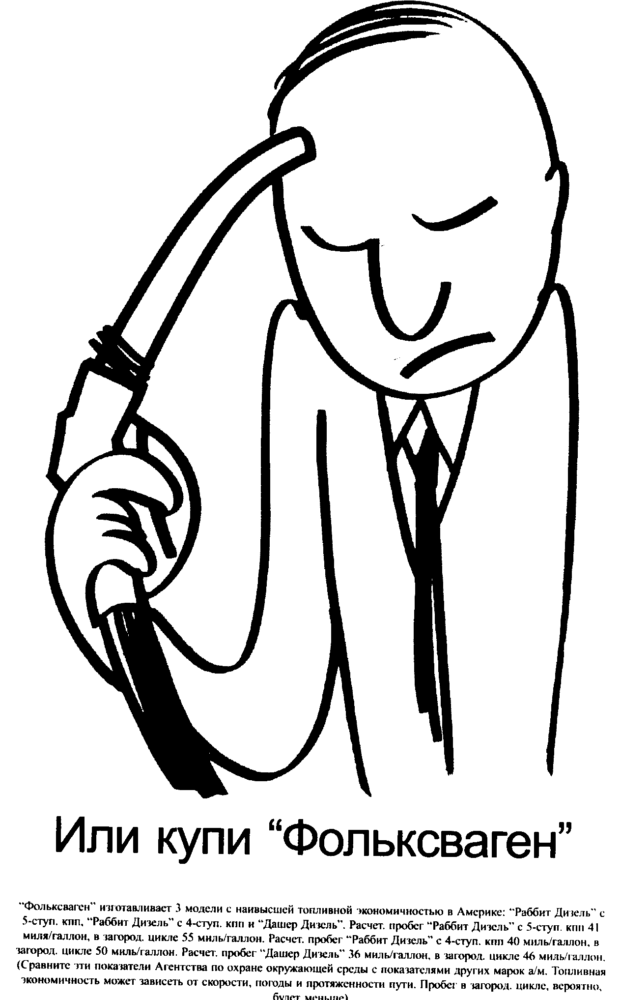 Или купи “Фольксваген”
“Фольксваген” изготавливает 3 модели с наивысшей топливной экономичностью в Америке: “Раббит Дизель” с
5-ступ. кпп, “Раббит Дизель” с 4-ступ. кпп и “Дашер Дизель”. Расчет. пробег “Раббит Дизель” с 5-ступ. кпп 41
миля/галлон, в загород. цикле 55 миль/галлон. Расчет. пробег “Раббит Дизель” с 4-ступ. кпп 40 миль/галлон, в
загород. цикле 50 миль/галлон. Расчет. пробег “Дашер Дизель” 36 миль/галлон, в загород. цикле 46 миль/галлон.
(Сравните эти показатели Агентства по охране окружающей среды с показателями других марок а/м. Топливная
экономичность может зависеть от скорости, погоды и протяженности пути. Пробег в загород. цикле, вероятно,
будет меньше)